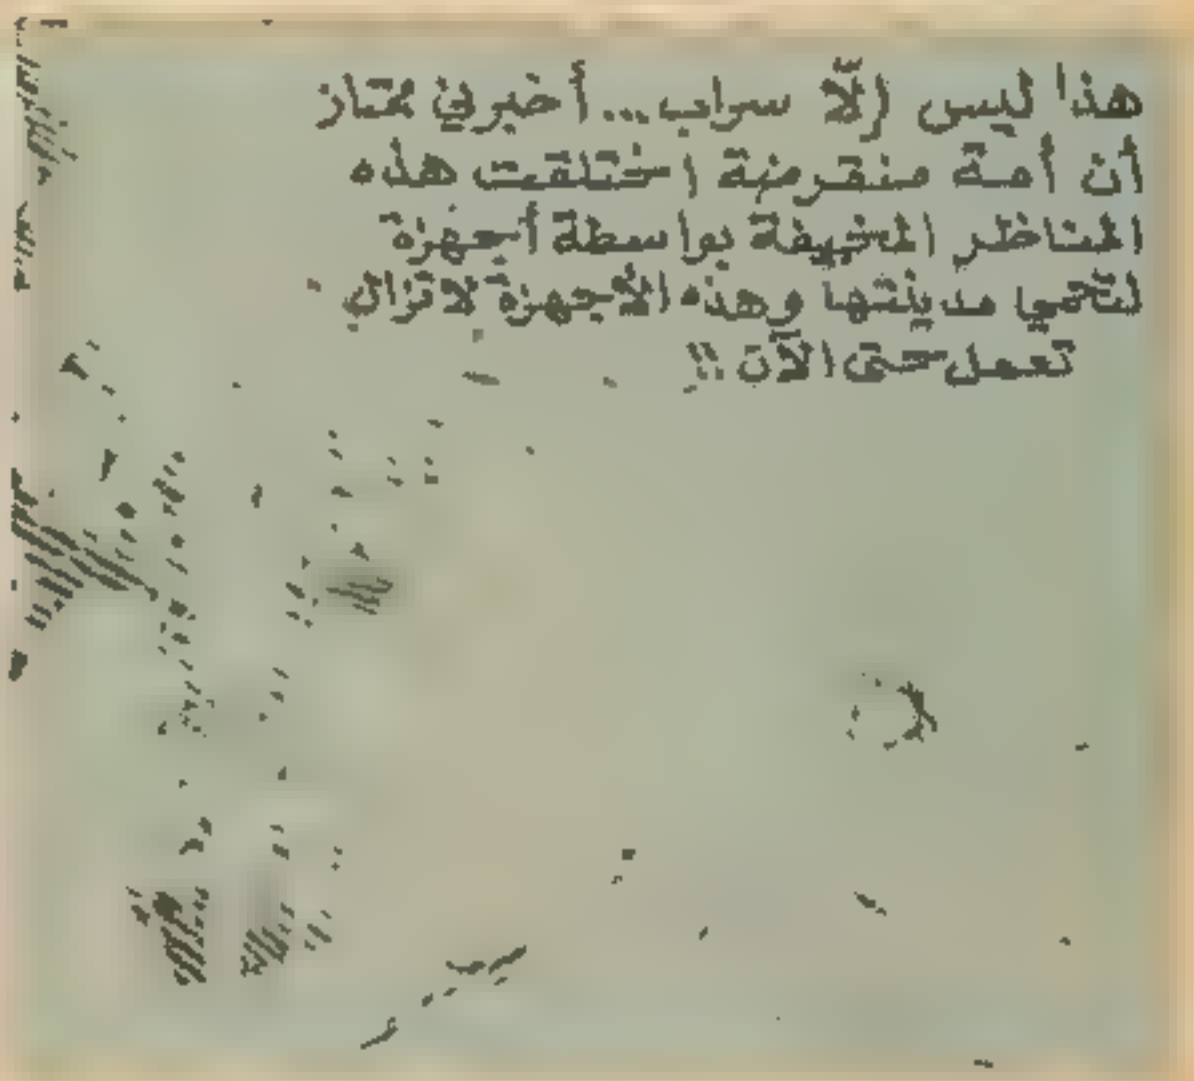 هذا ليس إلّا سراب... أخبرني ممتاز
أن أمة منقرضة اختلقت هذه
المناظر المخيفة بواسطة أجهزة
لتحمي مدينتها وهذه الأجهزة لاتزال
تعمل حتى الآن !!